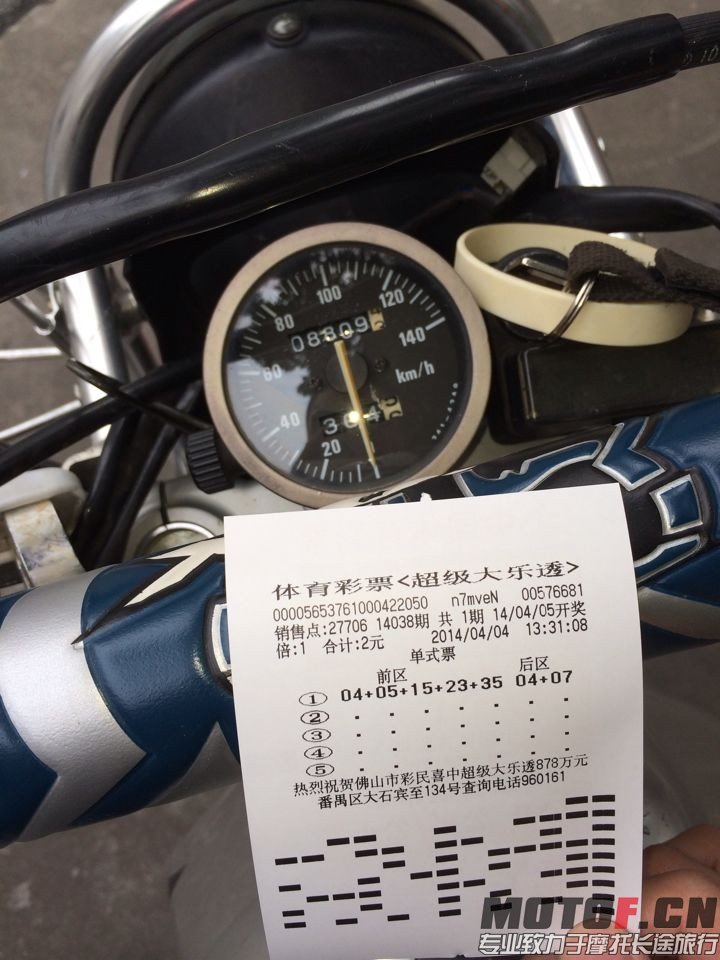 100
80
120
08809
60
140
km/h
304
40
20
体育彩票<超级大乐透>
00005653761000422050 n7mveN 00576681
销售点:27706 14038期 共 1期 14/04/05开奖
倍:1 合计:2元 2014/04/04 13:31:08
单式票
前区 后区
① 04+05+15+23+35 04+07
②
③
④
⑤
热烈祝贺佛山市彩民喜中超级大乐透878万元
番禺区大石宾至134号查询电话960161
MOTOF.CN
专业致力于摩托长途旅行